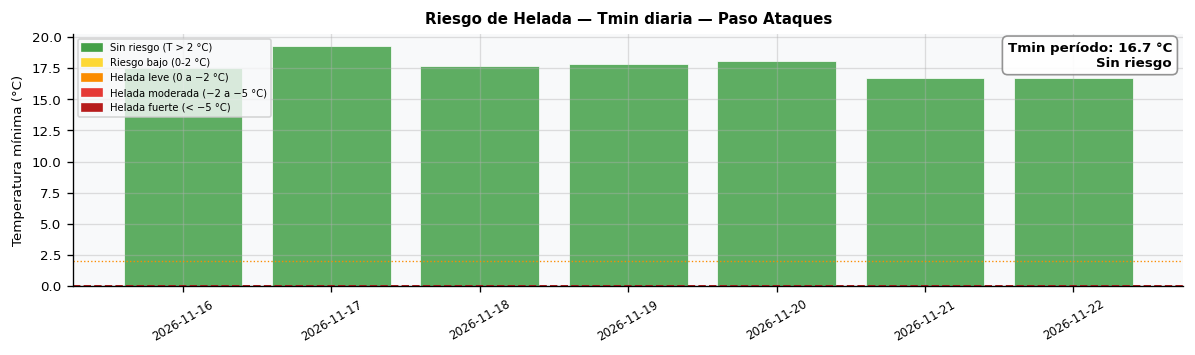 Riesgo de Helada — Tmin diaria — Paso Ataques
Temperatura mínima (°C)
20.0
17.5
15.0
12.5
10.0
7.5
5.0
2.5
0.0
Sin riesgo (T > 2 °C)
Riesgo bajo (0-2 °C)
Helada leve (0 a −2 °C)
Helada moderada (−2 a −5 °C)
Helada fuerte (< −5 °C)
Tmin período: 16.7 °C
Sin riesgo
2026-11-16
2026-11-17
2026-11-18
2026-11-19
2026-11-20
2026-11-21
2026-11-22